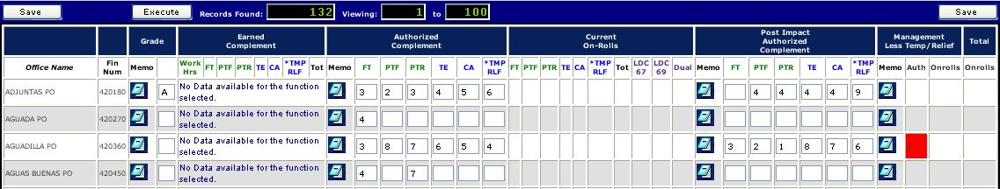 Save Execute Records Found: 132 Viewing: 1 to 100 Save
Grade Earned Complement Authorized Complement Current On-Rolls Post Impact Authorized Complement Management Less Temp/Relief Total
Office Name Fin Num Memo Work Hrs FT PTF PTR TE CA *TMP RLF Tot Memo FT PTF PTR TE CA *TMP RLF FT PTF PTR TE CA *TMP RLF Tot LDC 67 LDC 69 Dual Memo FT PTF PTR TE CA *TMP RLF Memo Auth Onrolls Onrolls
ADJUNTAS PO 420180 A No Data available for the function selected. 3 2 3 4 5 6 4 4 4 4 9
AGUADA PO 420270 No Data available for the function selected. 4
AGUADILLA PO 420360 No Data available for the function selected. 3 8 7 6 5 4 3 2 1 8 7 6
AGUAS BUENAS PO 420450 No Data available for the function selected. 4 7